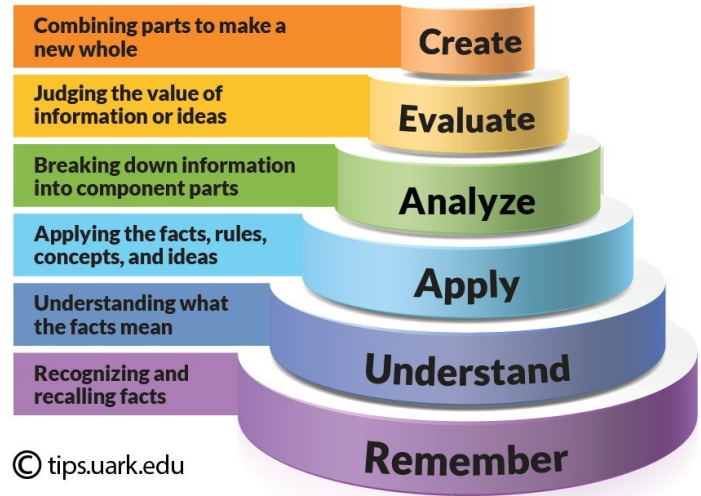 Combining parts to make a
new whole
Create
Judging the value of
information or ideas
Evaluate
Breaking down information
into component parts
Analyze
Applying the facts, rules,
concepts, and ideas
Apply
Understanding what
the facts mean
Understand
Recognizing and
recalling facts
Remember
© tips.uark.edu